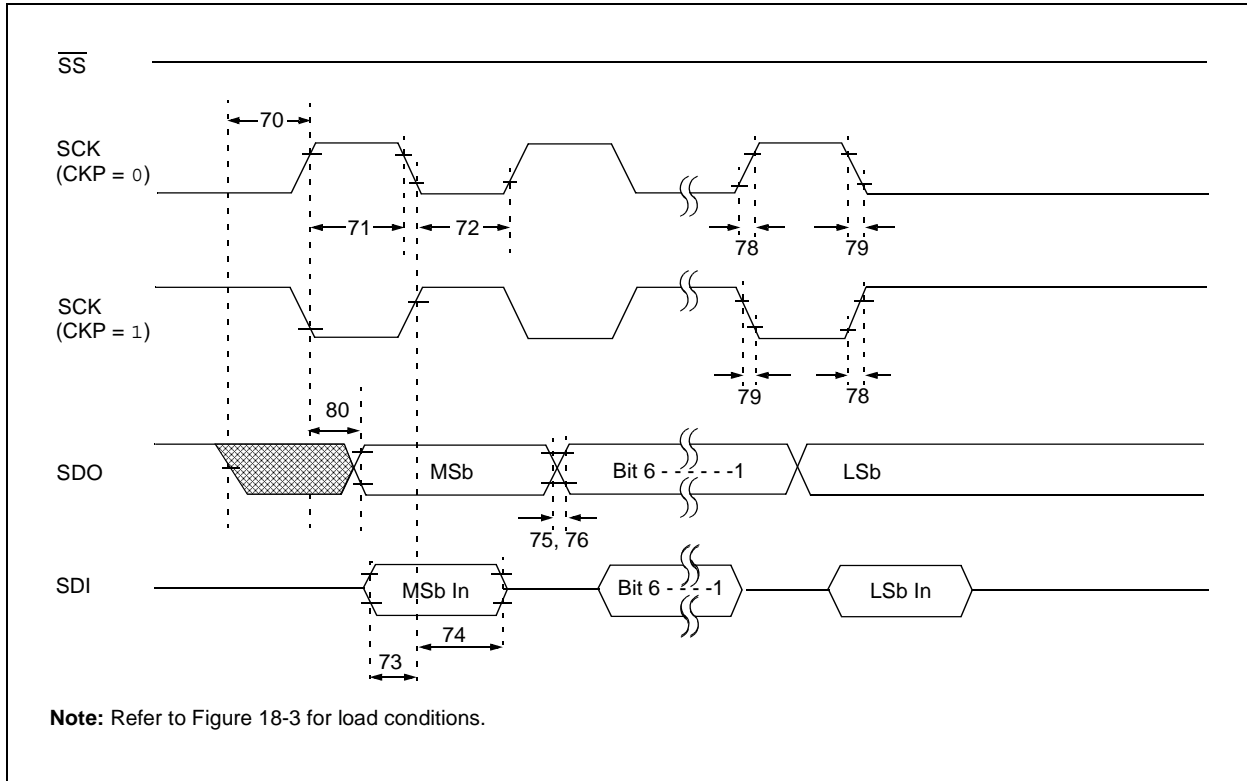 SS
70
SCK
(CKP = 0)
71
72
78
79
SCK
(CKP = 1)
79
78
80
SDO
MSb
Bit 6 - - - - - -1
LSb
75, 76
SDI
MSb In
Bit 6 - - - -1
LSb In
74
73
Note: Refer to Figure 18-3 for load conditions.